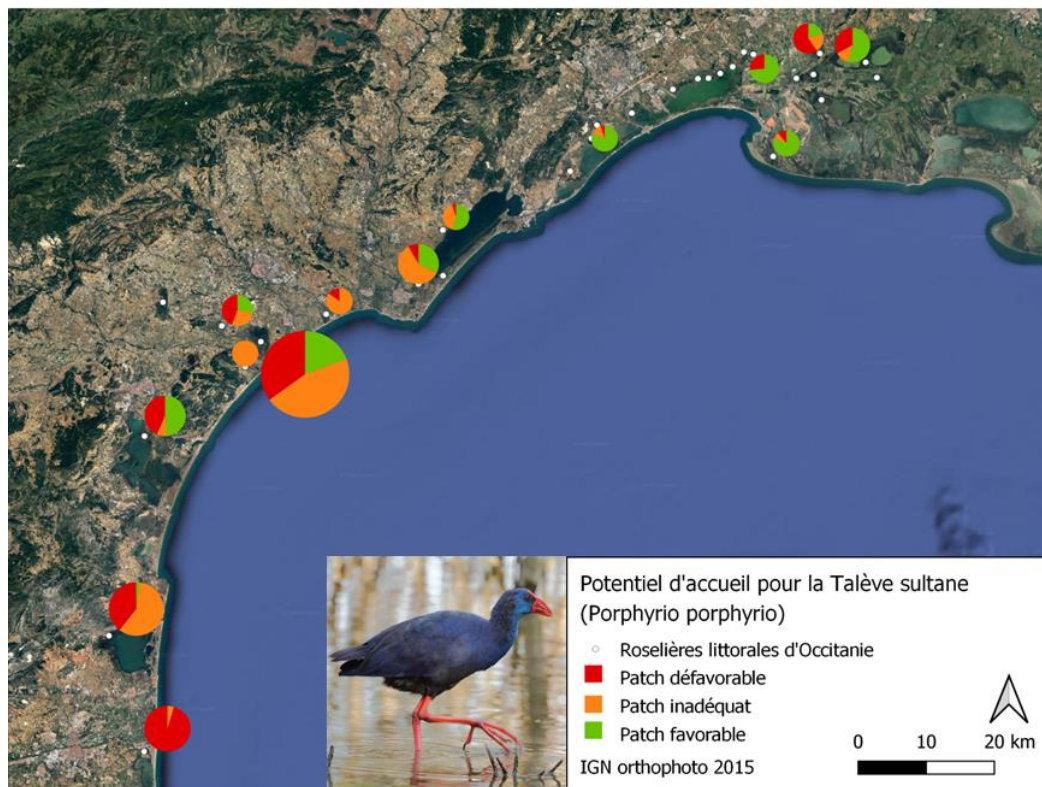 Potentiel d'accueil pour la Talève sultane
(Porphyrio porphyrio)
Roselières littorales d'Occitanie
Patch défavorable
Patch inadéquat
Patch favorable
IGN orthophoto 2015
0 10 20 km